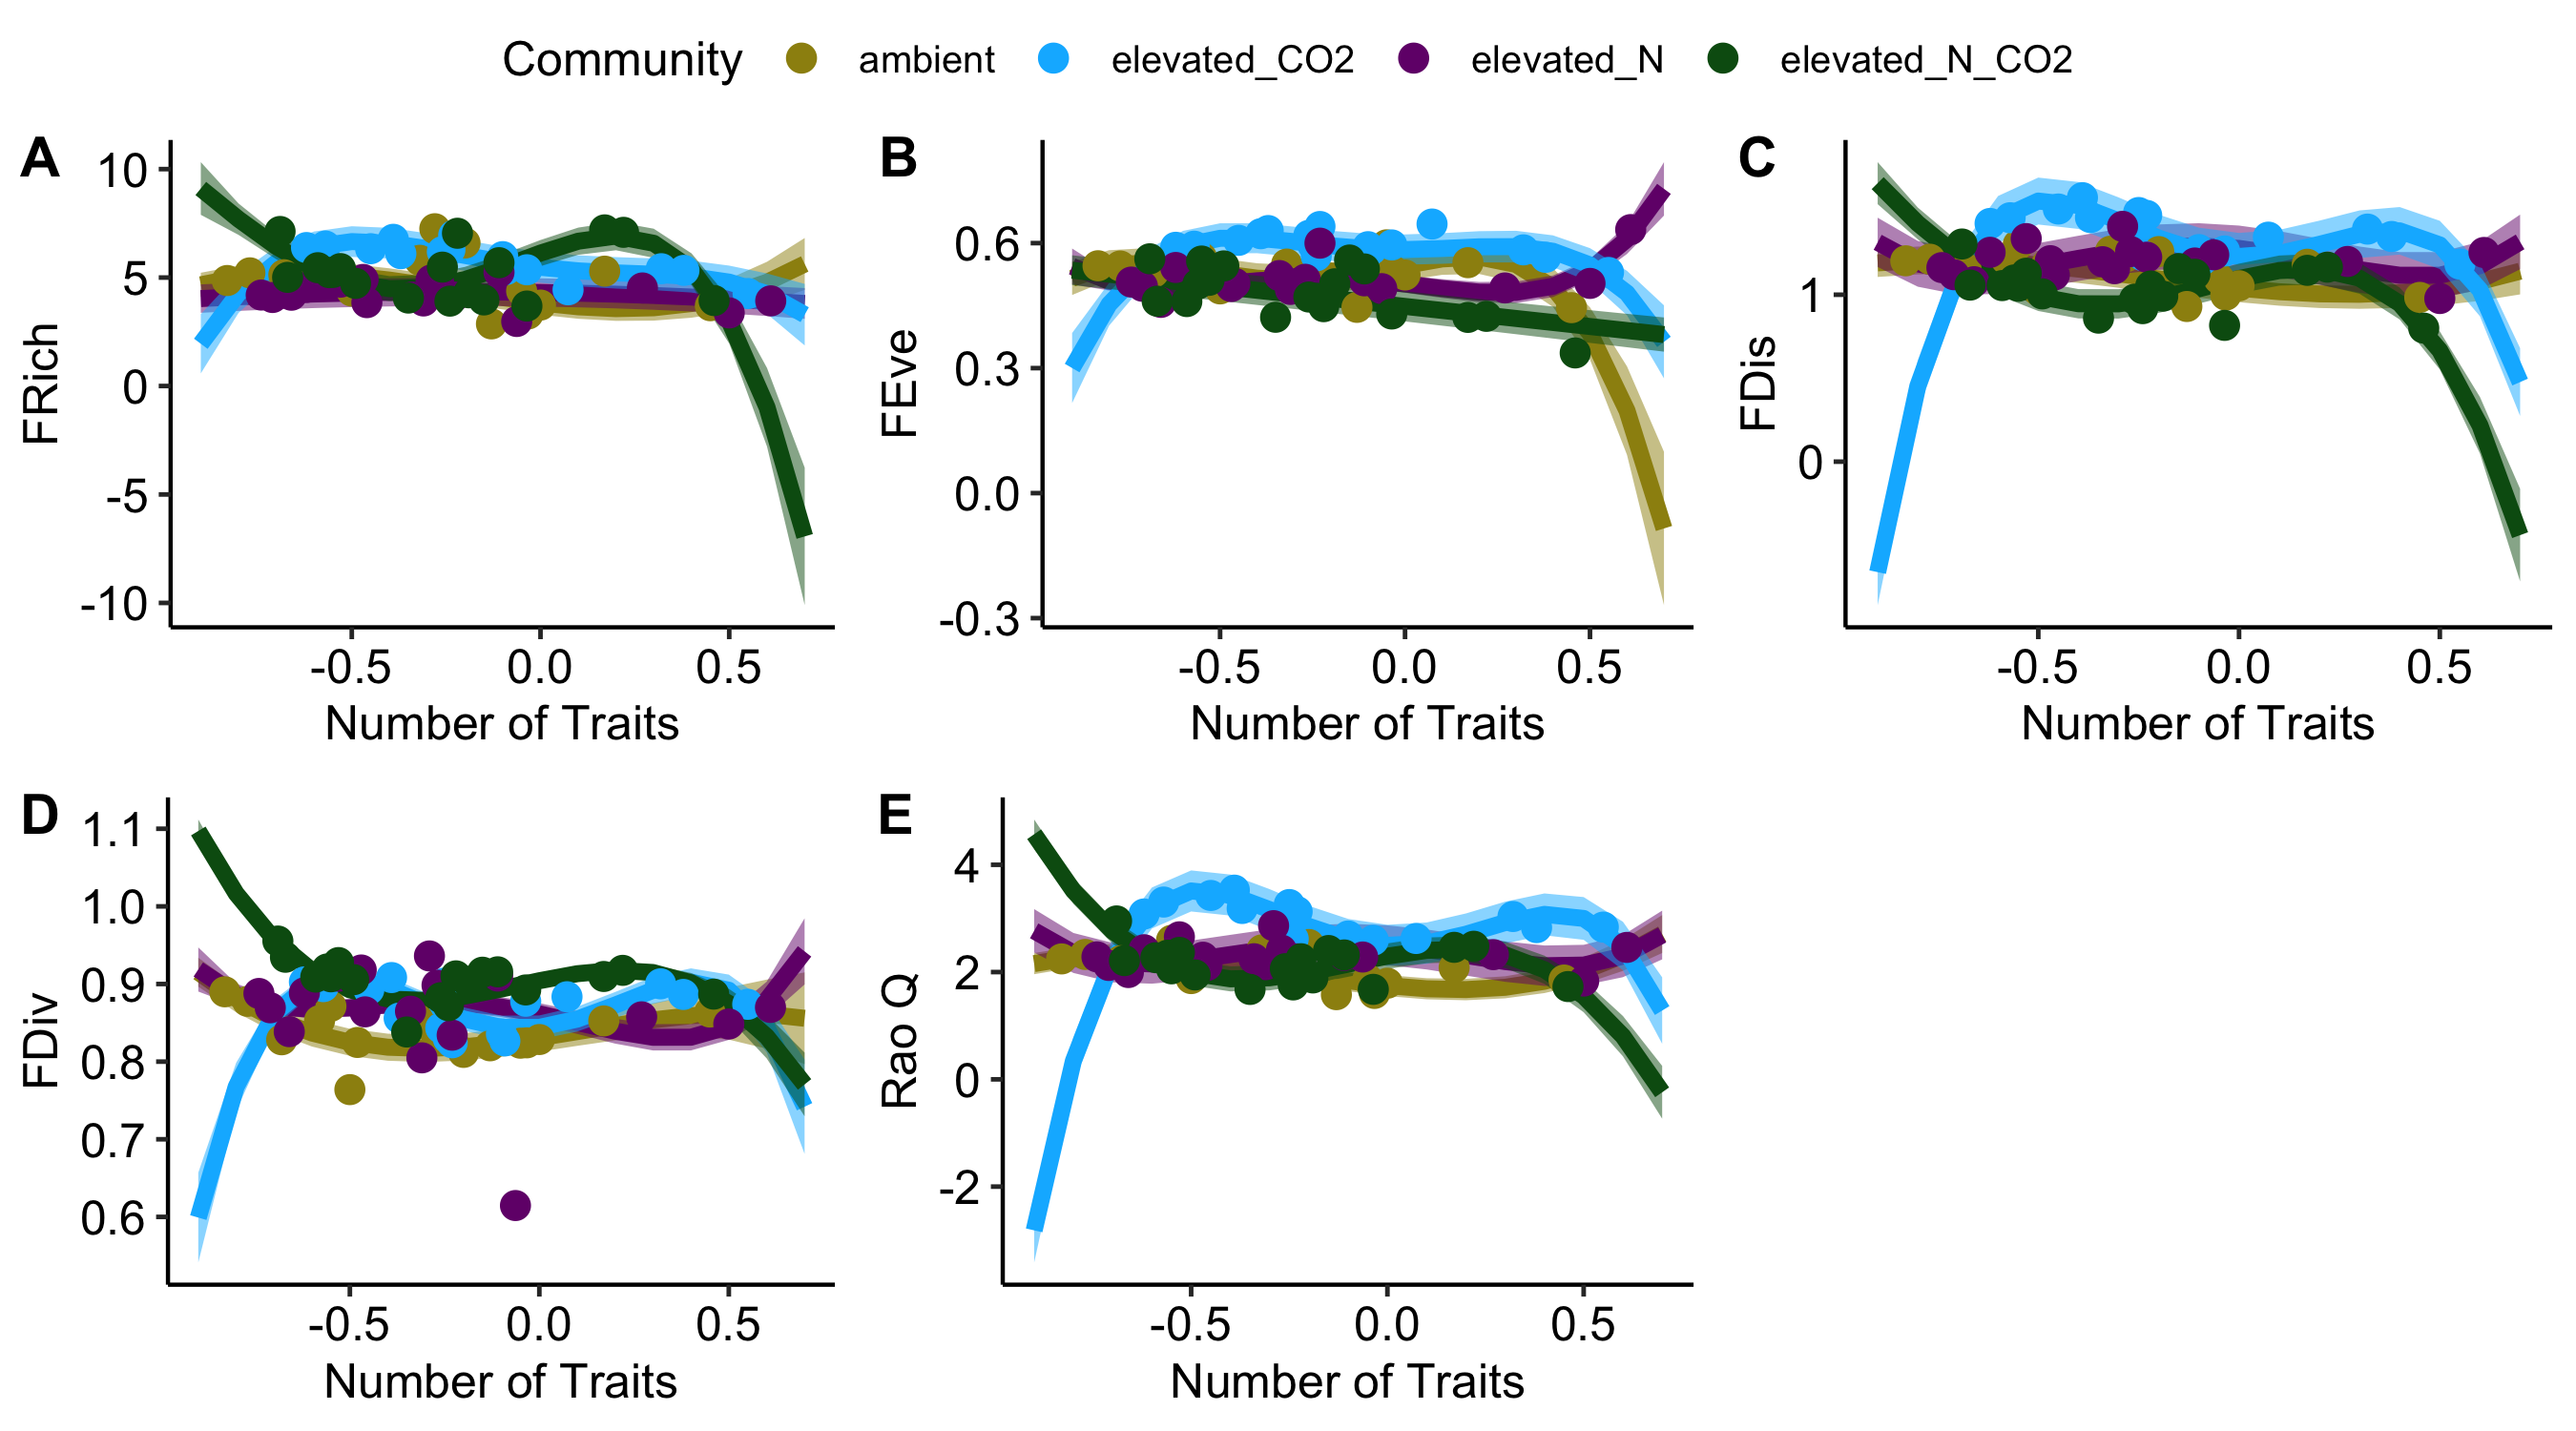 Community ambient elevated_CO2 elevated_N elevated_N_CO2
A
10
5
0
-5
-10
FRich
-0.5 0.0 0.5
Number of Traits
B
0.6
0.3
0.0
-0.3
FEve
-0.5 0.0 0.5
Number of Traits
C
1
0
FDis
-0.5 0.0 0.5
Number of Traits
D
1.1
1.0
0.9
0.8
0.7
0.6
FDiv
-0.5 0.0 0.5
Number of Traits
E
4
2
0
-2
Rao Q
-0.5 0.0 0.5
Number of Traits